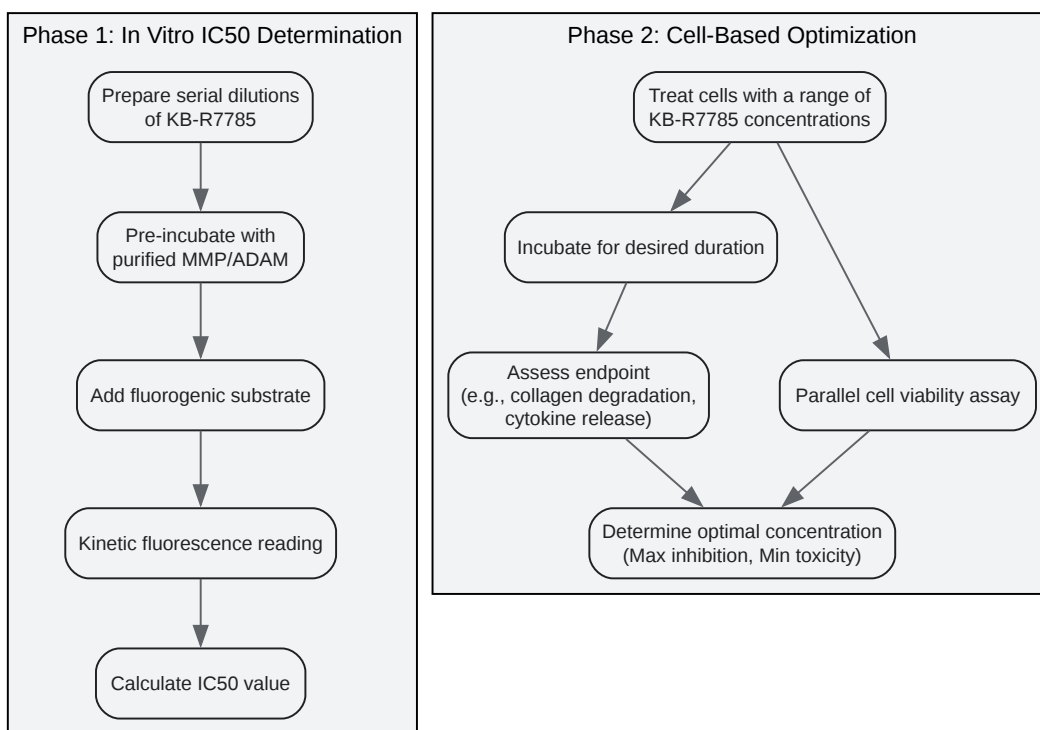 Phase 1: In Vitro IC50 Determination
Prepare serial dilutions
of KB-R7785
Pre-incubate with
purified MMP/ADAM
Add fluorogenic substrate
Kinetic fluorescence reading
Calculate IC50 value
Phase 2: Cell-Based Optimization
Treat cells with a range of
KB-R7785 concentrations
Incubate for desired duration
Assess endpoint
(e.g., collagen degradation,
cytokine release)
Parallel cell viability assay
Determine optimal concentration
(Max inhibition, Min toxicity)